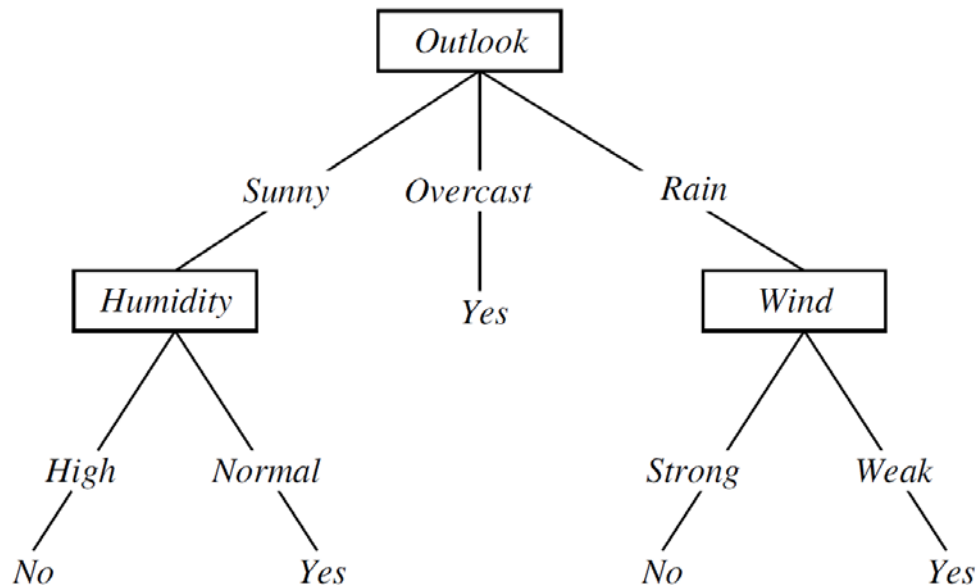 Outlook
Sunny Overcast Rain
Humidity Yes Wind
High Normal Strong Weak
No Yes No Yes